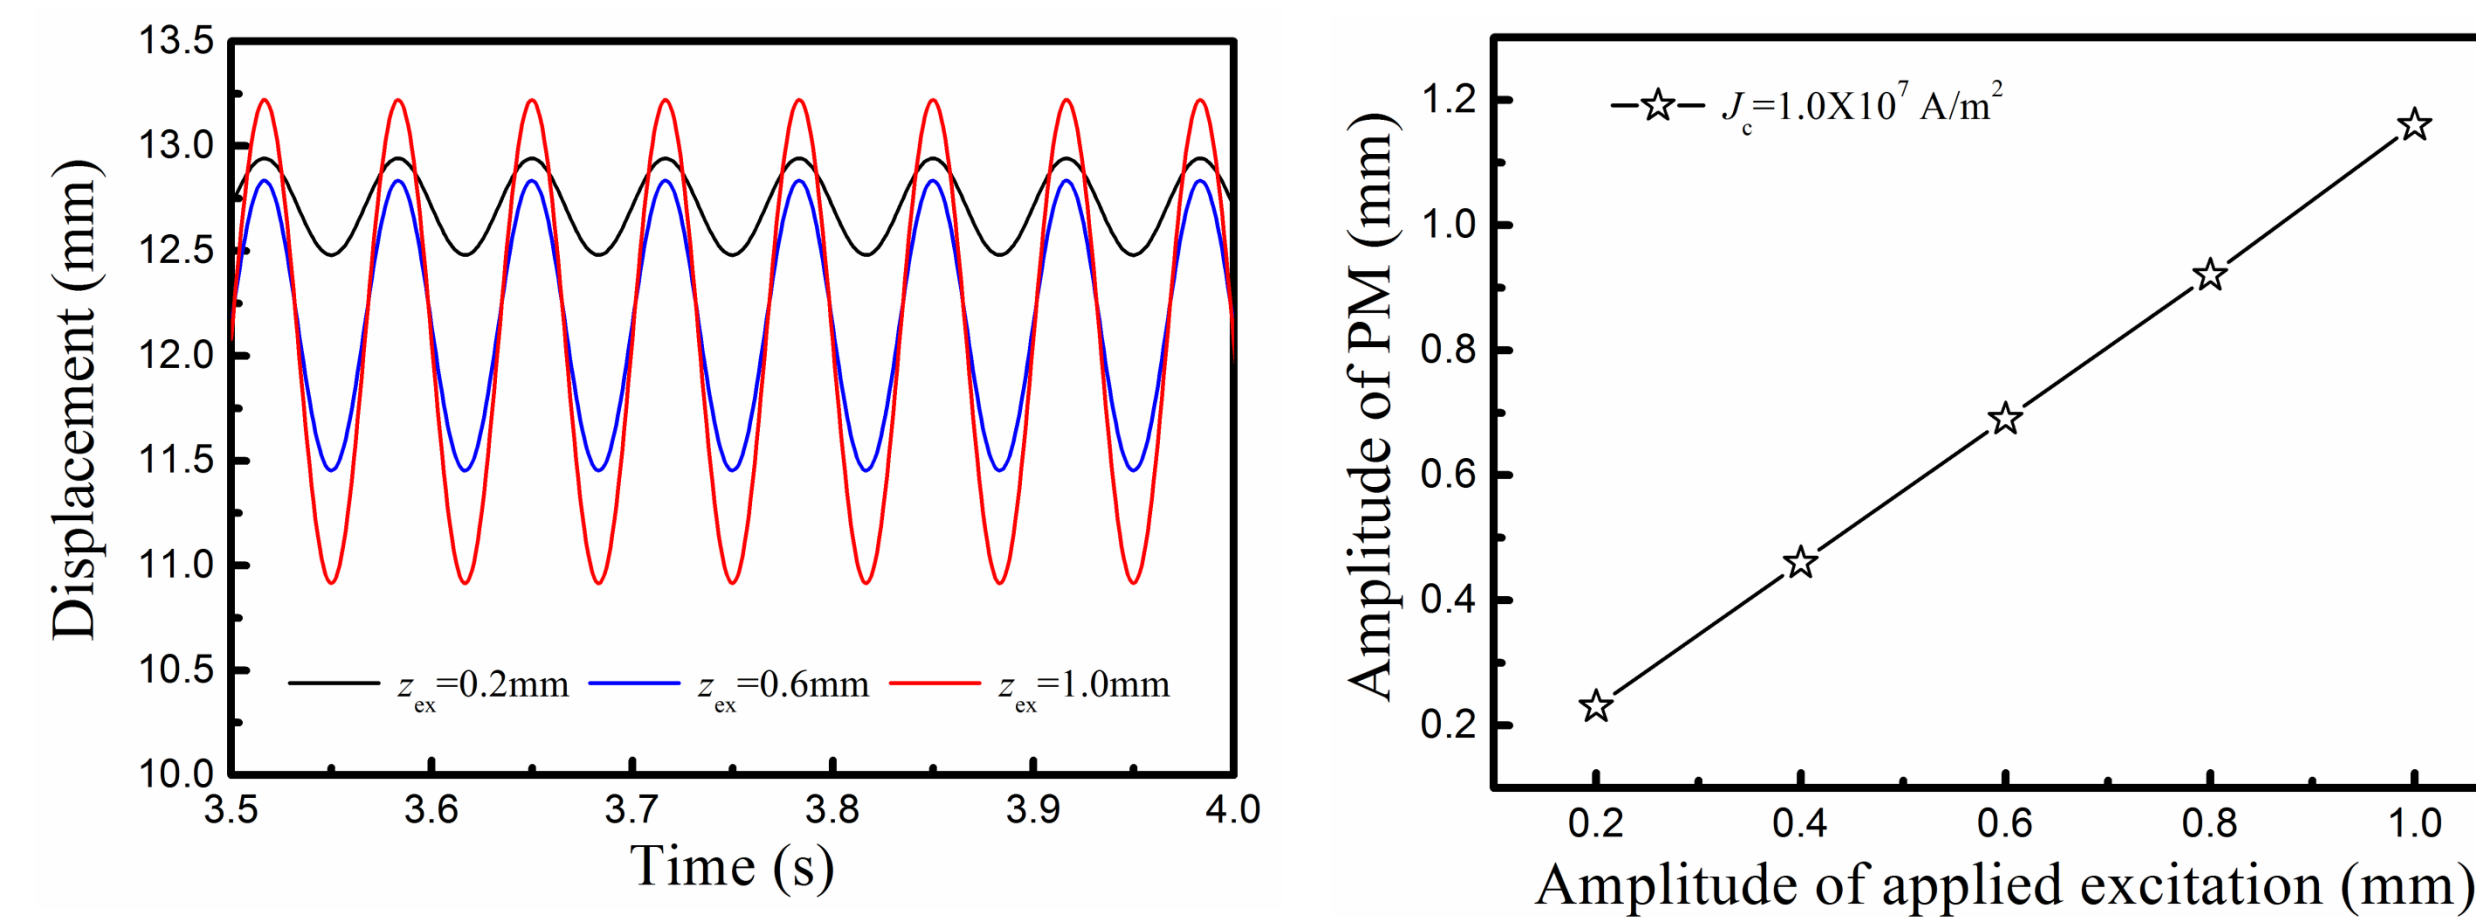 13.5
13.0
12.5
12.0
11.5
11.0
10.5
10.0
Displacement (mm)
z_ex=0.2mm z_ex=0.6mm z_ex=1.0mm
3.5 3.6 3.7 3.8 3.9 4.0
Time (s)
1.2
1.0
0.8
0.6
0.4
0.2
Amplitude of PM (mm)
J_c=1.0X10^7 A/m^2
0.2 0.4 0.6 0.8 1.0
Amplitude of applied excitation (mm)